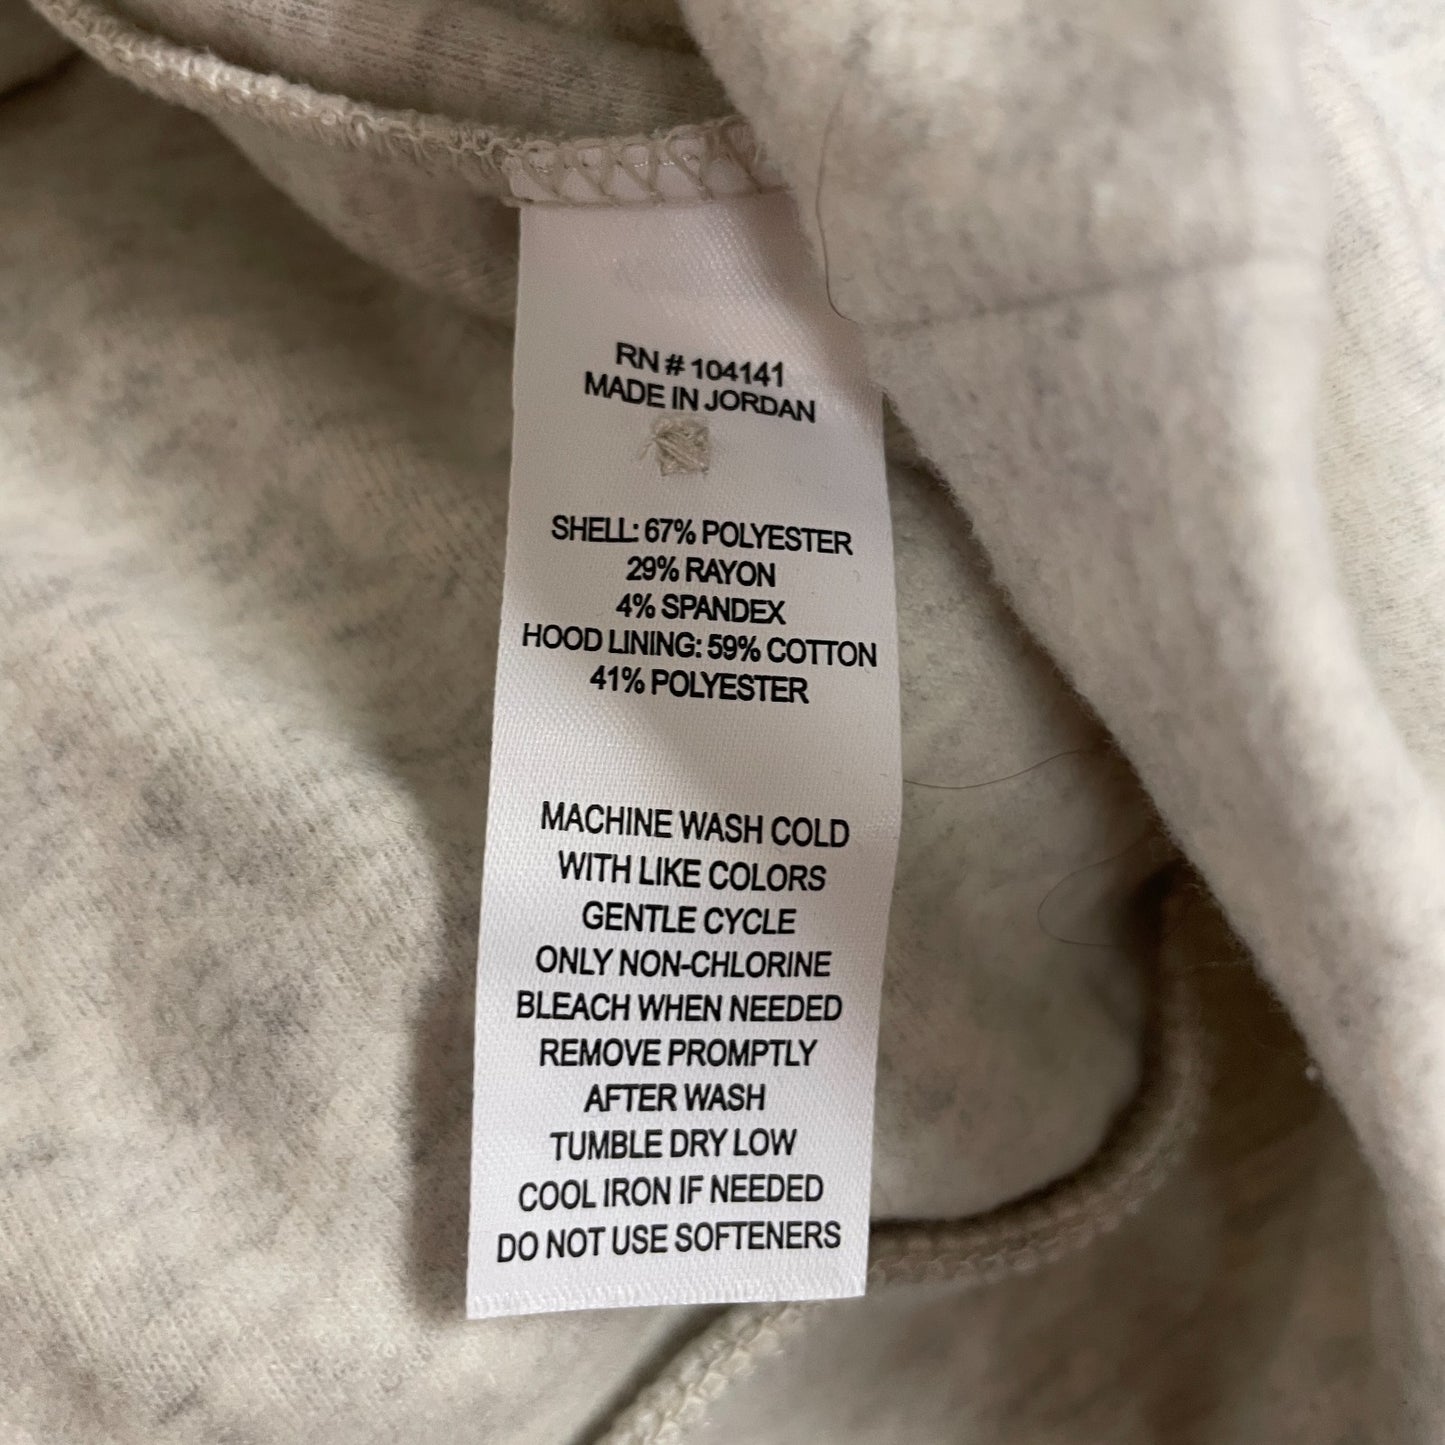 RN # 104141
MADE IN JORDAN
SHELL: 67% POLYESTER
29% RAYON
4% SPANDEX
HOOD LINING: 59% COTTON
41% POLYESTER
MACHINE WASH COLD
WITH LIKE COLORS
GENTLE CYCLE
ONLY NON-CHLORINE
BLEACH WHEN NEEDED
REMOVE PROMPTLY
AFTER WASH
TUMBLE DRY LOW
COOL IRON IF NEEDED
DO NOT USE SOFTENERS